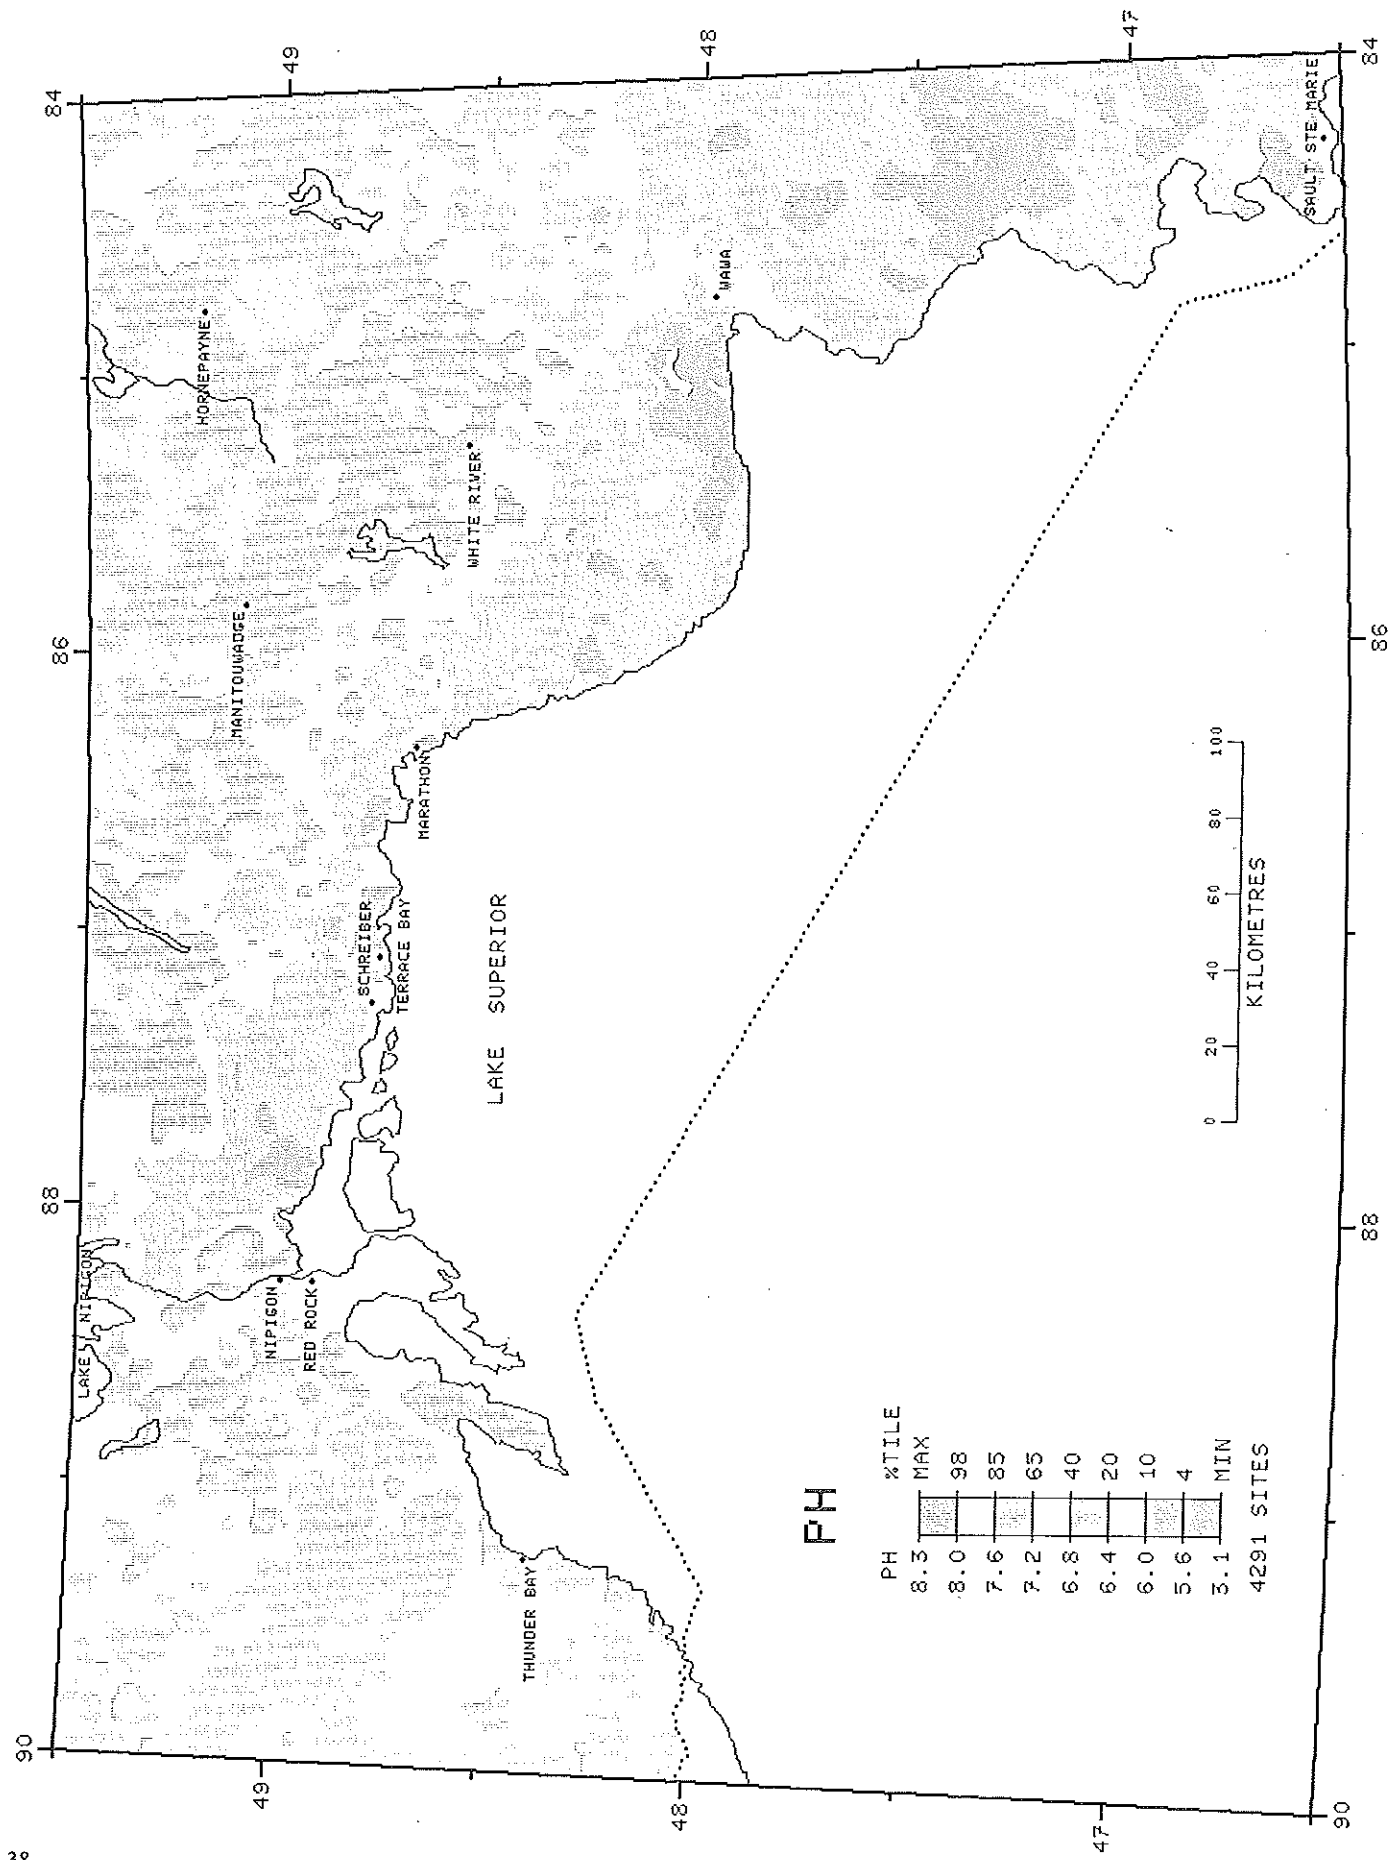 84
86
88
90
49
48
47
49
48
47
84
86
88
90
LAKE NIPIGON
HORNEPAYNE
MANITOUWADGE
WHITE RIVER
WAWA
SAULT STE MARIE
MARATHON
SCHREIBER
TERRACE BAY
NIPIGON
RED ROCK
THUNDER BAY
LAKE SUPERIOR
0 20 40 60 80 100
KILOMETRES
PH
PH %TILE
8.3 MAX
8.0 98
7.6 85
7.2 65
6.8 40
6.4 20
6.0 10
5.6 4
3.1 MIN
4291 SITES